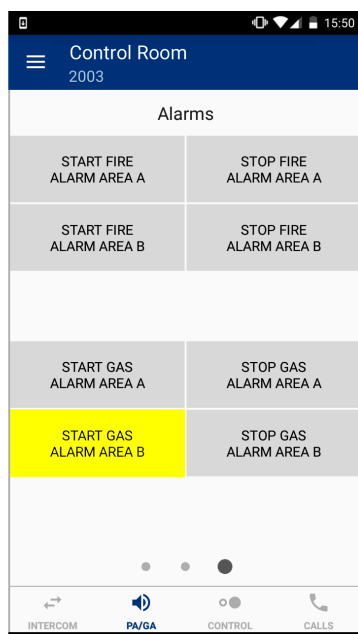 15:50
Control Room
2003
Alarms
START FIRE
ALARM AREA A
STOP FIRE
ALARM AREA A
START FIRE
ALARM AREA B
STOP FIRE
ALARM AREA B
START GAS
ALARM AREA A
STOP GAS
ALARM AREA A
START GAS
ALARM AREA B
STOP GAS
ALARM AREA B
INTERCOM
PA/GA
CONTROL
CALLS